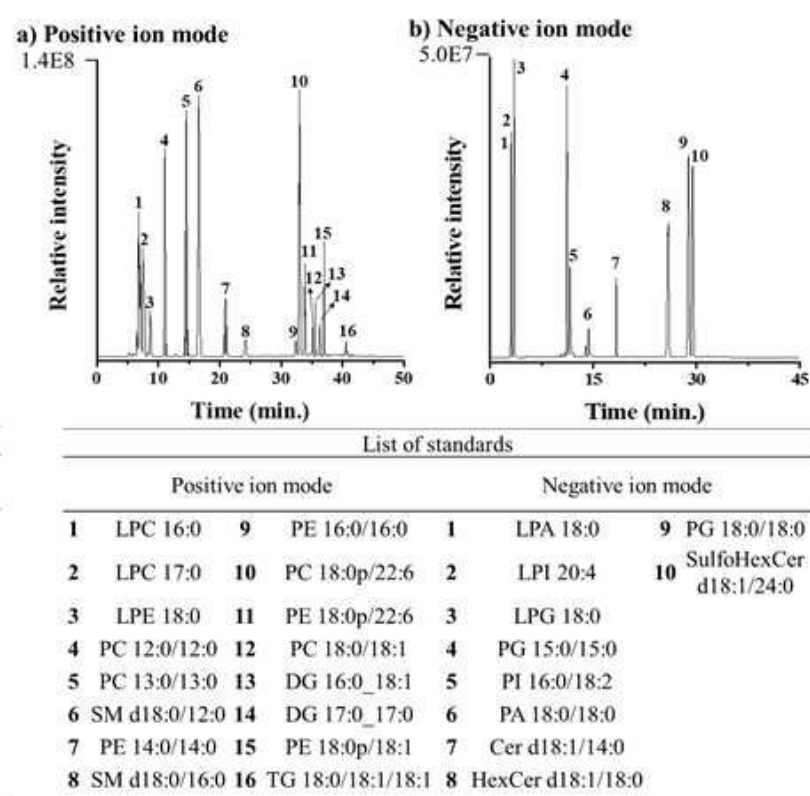 a) Positive ion mode
1.4E8
Relative intensity
1
2
3
4
5
6
7
8
9
10
11
12
13
14
15
16
0 10 20 30 40 50
Time (min.)
b) Negative ion mode
5.0E7
Relative intensity
1
2
3
4
5
6
7
8
9
10
0 15 30 45
Time (min.)
List of standards
Positive ion mode Negative ion mode
1 LPC 16:0 9 PE 16:0/16:0 1 LPA 18:0 9 PG 18:0/18:0
2 LPC 17:0 10 PC 18:0p/22:6 2 LPI 20:4 10 SulfoHexCer
d18:1/24:0
3 LPE 18:0 11 PE 18:0p/22:6 3 LPG 18:0
4 PC 12:0/12:0 12 PC 18:0/18:1 4 PG 15:0/15:0
5 PC 13:0/13:0 13 DG 16:0_18:1 5 PI 16:0/18:2
6 SM d18:0/12:0 14 DG 17:0_17:0 6 PA 18:0/18:0
7 PE 14:0/14:0 15 PE 18:0p/18:1 7 Cer d18:1/14:0
8 SM d18:0/16:0 16 TG 18:0/18:1/18:1 8 HexCer d18:1/18:0